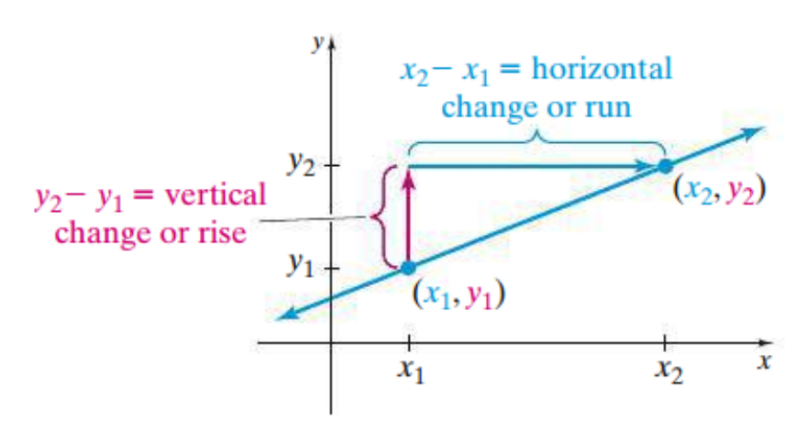 y
x₂− x₁ = horizontal
change or run
y₂
y₂− y₁ = vertical
change or rise
(x₂, y₂)
y₁
(x₁, y₁)
x₁
x₂
x